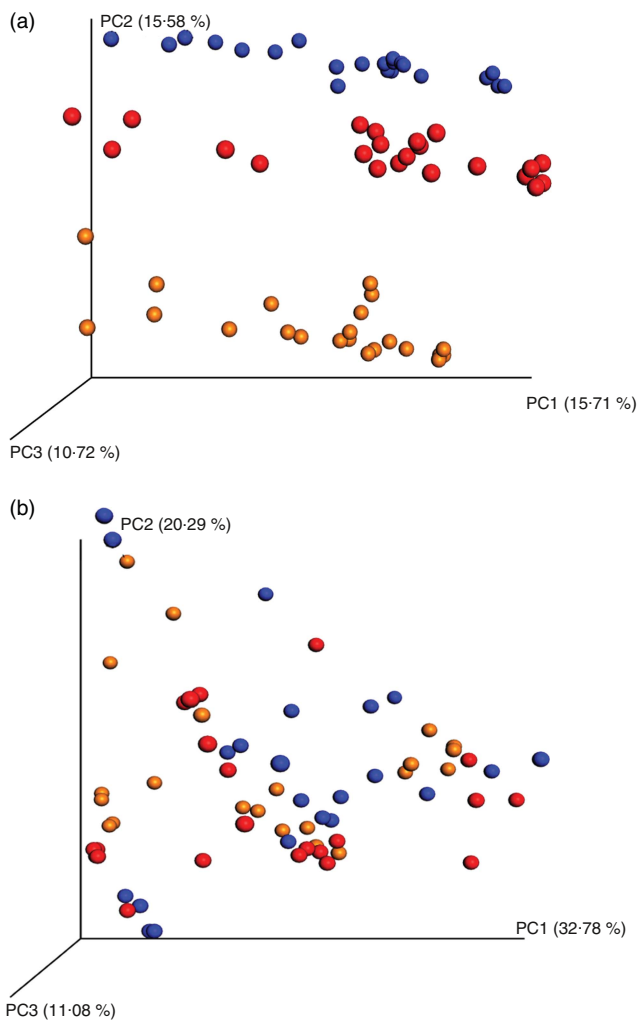 (a)
PC2 (15·58 %)
PC1 (15·71 %)
PC3 (10·72 %)
(b)
PC2 (20·29 %)
PC1 (32·78 %)
PC3 (11·08 %)